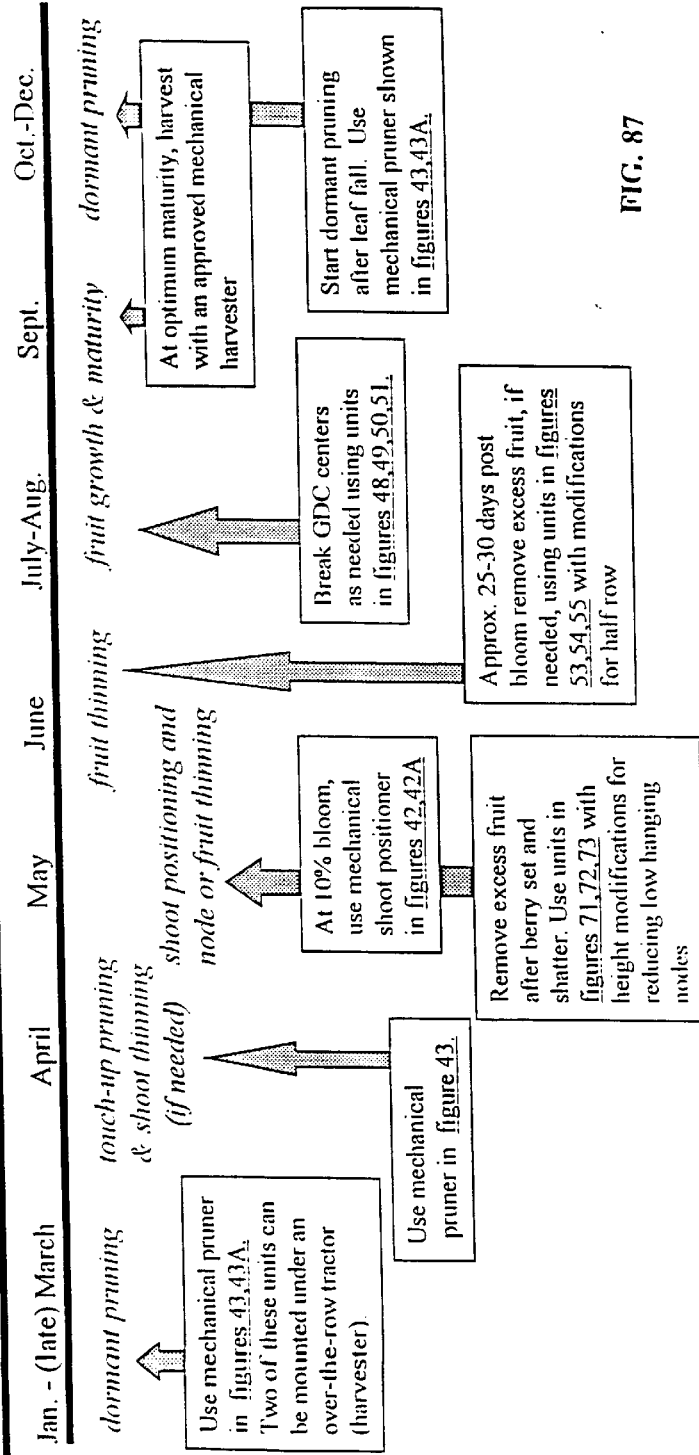 Jan. - (late) March
April
May
June
July-Aug.
Sept.
Oct.-Dec.
dormant pruning
touch-up pruning
& shoot thinning
(if needed)
shoot positioning and
node or fruit thinning
fruit thinning
fruit growth & maturity
dormant pruning
Use mechanical pruner
in figures 43,43A.
Two of these units can
be mounted under an
over-the-row tractor
(harvester).
Use mechanical
pruner in figure 43.
At 10% bloom,
use mechanical
shoot positioner
in figures 42,42A
Remove excess fruit
after berry set and
shatter. Use units in
figures 71,72,73 with
height modifications for
reducing low hanging
nodes
Break GDC centers
as needed using units
in figures 48,49,50,51.
Approx. 25-30 days post
bloom remove excess fruit, if
needed, using units in figures
53,54,55 with modifications
for half row
At optimum maturity, harvest
with an approved mechanical
harvester
Start dormant pruning
after leaf fall. Use
mechanical pruner shown
in figures 43,43A.
FIG. 87